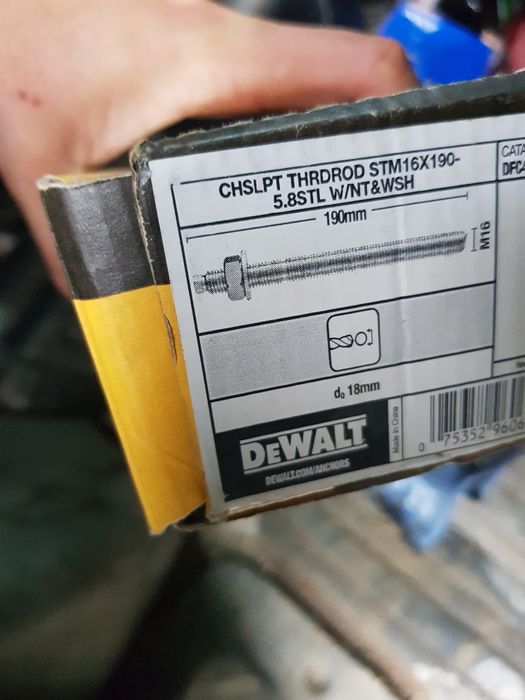 CHSLPT THRDROD STM16X190-
5.8STL W/NT&WSH
190mm
M16
d₀ 18mm
DEWALT
DEWALT.COM/ANCHORS
Made in China
0 75352 9606
CATA
DFC4